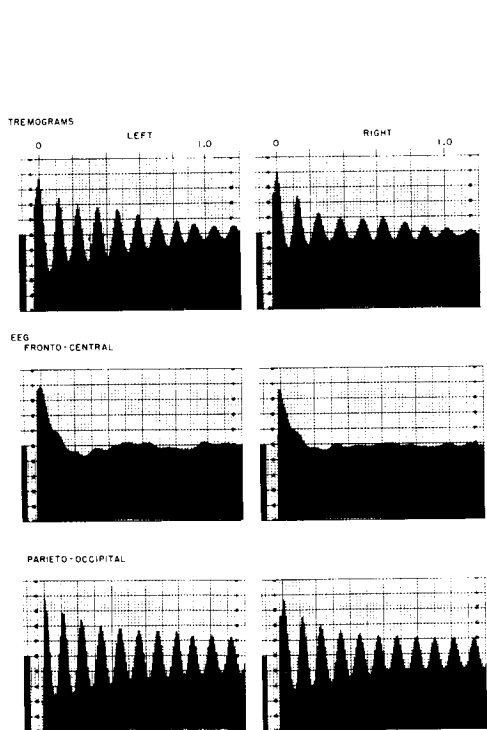 TREMOGRAMS
LEFT
RIGHT
0 1.0
0 1.0
EEG
FRONTO-CENTRAL
PARIETO-OCCIPITAL